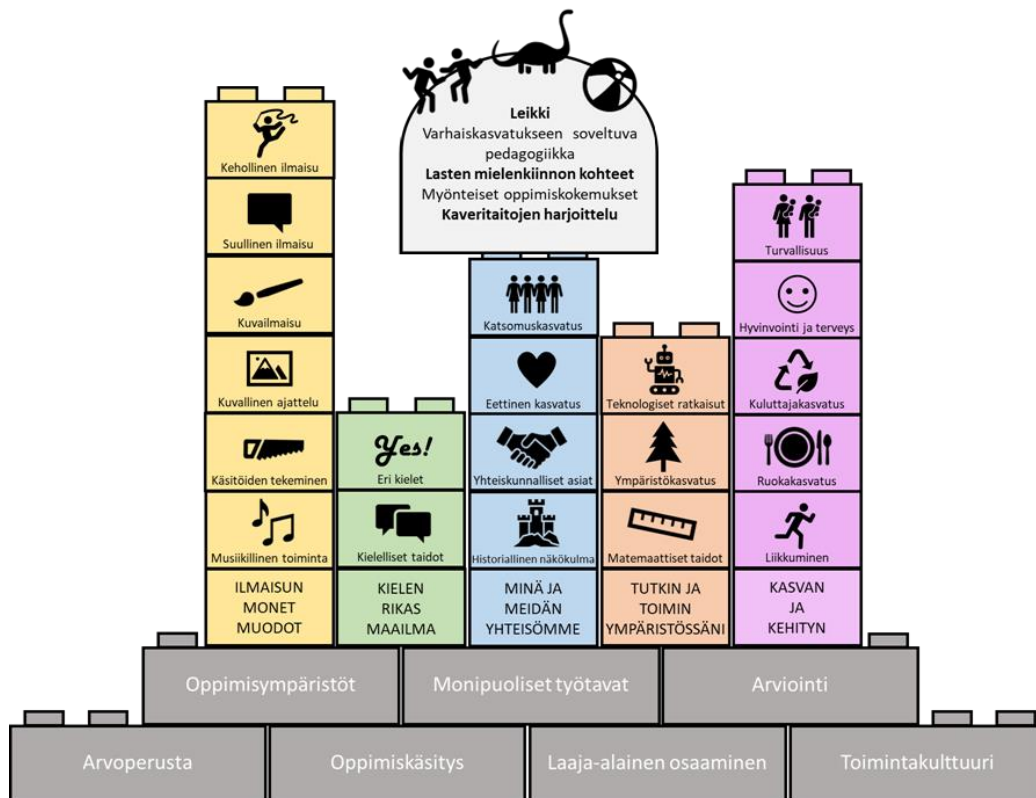 Leikki
Varhaiskasvatukseen soveltuva
pedagogiikka
Lasten mielenkiinnon kohteet
Myönteiset oppimiskokemukset
Kaveritaitojen harjoittelu
Kehollinen ilmaisu
Suullinen ilmaisu
Kuvailmaisu
Kuvallinen ajattelu
Käsitöiden tekeminen
Musiikillinen toiminta
ILMAISUN
MONET
MUODOT
Yes!
Eri kielet
Kielelliset taidot
KIELEN
RIKAS
MAAILMA
Katsomuskasvatus
Eettinen kasvatus
Yhteiskunnalliset asiat
Historiallinen näkökulma
MINÄ JA
MEIDÄN
YHTEISÖMME
Teknologiset ratkaisut
Ympäristökasvatus
Matemaattiset taidot
TUTKIN JA
TOIMIN
YMPÄRISTÖSSÄNI
Turvallisuus
Hyvinvointi ja terveys
Kuluttajakasvatus
Ruokakasvatus
Liikkuminen
KASVAN
JA
KEHITYN
Oppimisympäristöt
Monipuoliset työtavat
Arviointi
Arvoperusta
Oppimiskäsitys
Laaja-alainen osaaminen
Toimintakulttuuri